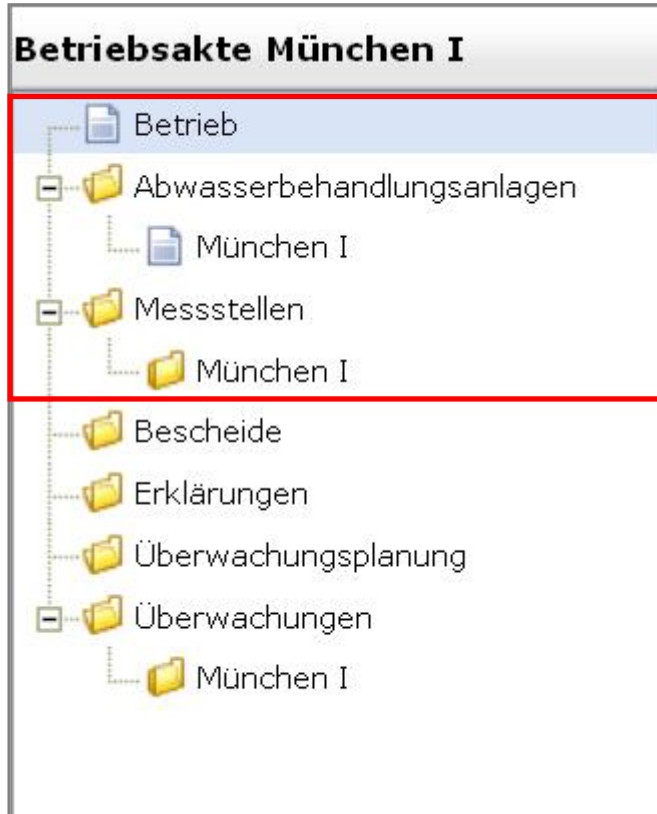 Betriebsakte München I
Betrieb
Abwasserbehandlungsanlagen
München I
Messstellen
München I
Bescheide
Erklärungen
Überwachungsplanung
Überwachungen
München I